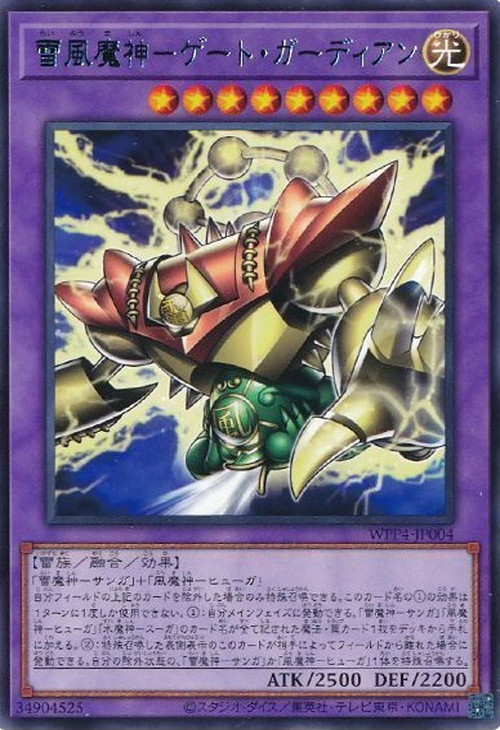 雷風魔神－ゲート・ガーディアン
光
雷
風
WPP4-JP004
【雷族／融合／効果】
「雷魔神－サンガ」＋「風魔神－ヒューガ」
自分フィールドの上記のカードを除外した場合のみ特殊召喚できる。このカード名の①の効果は
1ターンに1度しか使用できない。①：自分メインフェイズに発動できる。「雷魔神－サンガ」「風魔
神－ヒューガ」「水魔神－スーガ」のカード名が全て記された魔法・罠カード1枚をデッキから手札
に加える。②：特殊召喚した表側表示のこのカードが相手によってフィールドから離れた場合に
発動できる。自分の除外状態の、「雷魔神－サンガ」か「風魔神－ヒューガ」1体を特殊召喚する。
ATK/2500 DEF/2200
34904525
©スタジオ・ダイス／集英社・テレビ東京・KONAMI